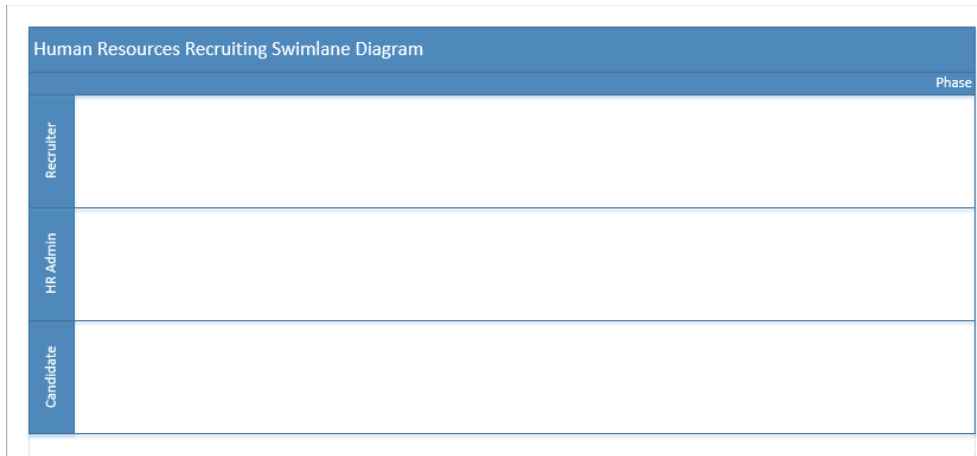 Human Resources Recruiting Swimlane Diagram
Phase
Recruiter
HR Admin
Candidate